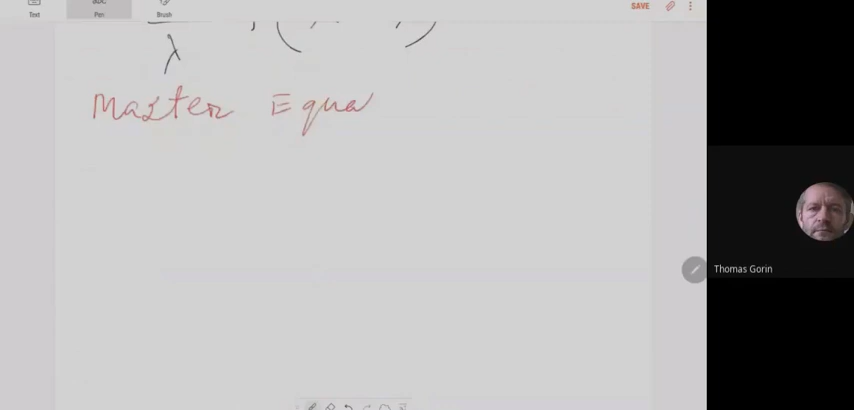 Text
Pen
Brush
SAVE
λ
Master Equa
Thomas Gorin